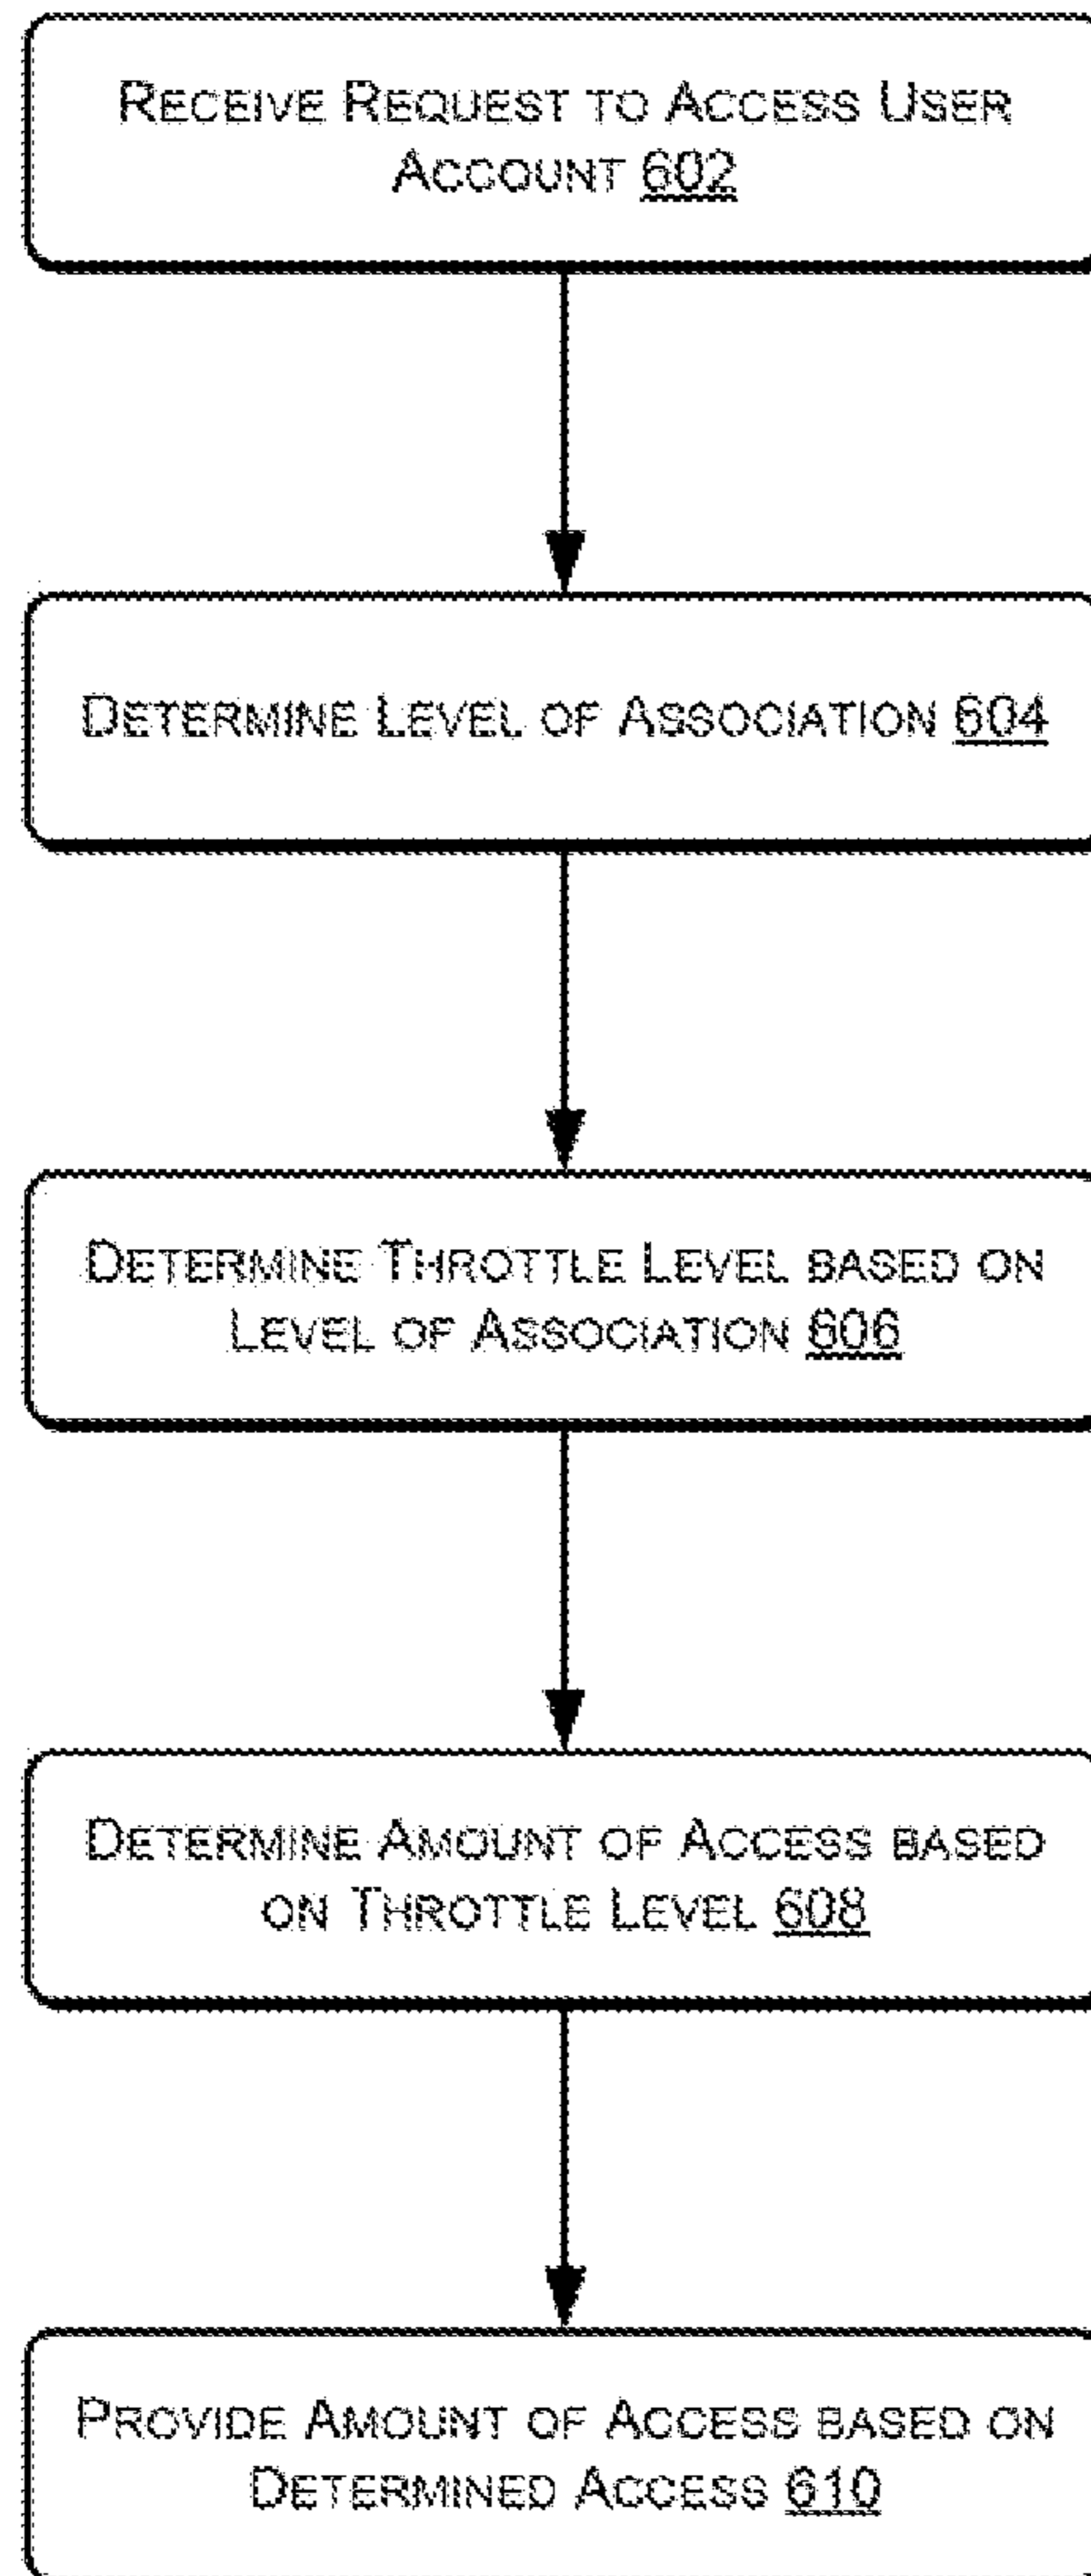 RECEIVE REQUEST TO ACCESS USER
ACCOUNT 602
DETERMINE LEVEL OF ASSOCIATION 604
DETERMINE THROTTLE LEVEL BASED ON
LEVEL OF ASSOCIATION 606
DETERMINE AMOUNT OF ACCESS BASED
ON THROTTLE LEVEL 608
PROVIDE AMOUNT OF ACCESS BASED ON
DETERMINED ACCESS 610